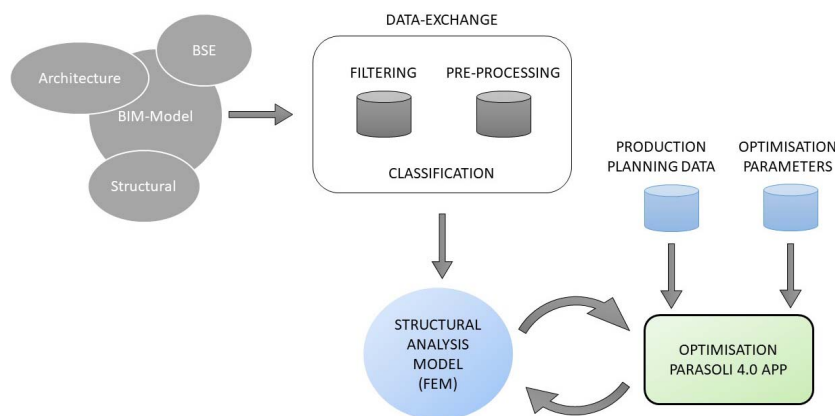 DATA-EXCHANGE
BSE
Architecture
BIM-Model
Structural
FILTERING
PRE-PROCESSING
CLASSIFICATION
PRODUCTION
PLANNING DATA
OPTIMISATION
PARAMETERS
STRUCTURAL
ANALYSIS
MODEL
(FEM)
OPTIMISATION
PARASOLI 4.0 APP